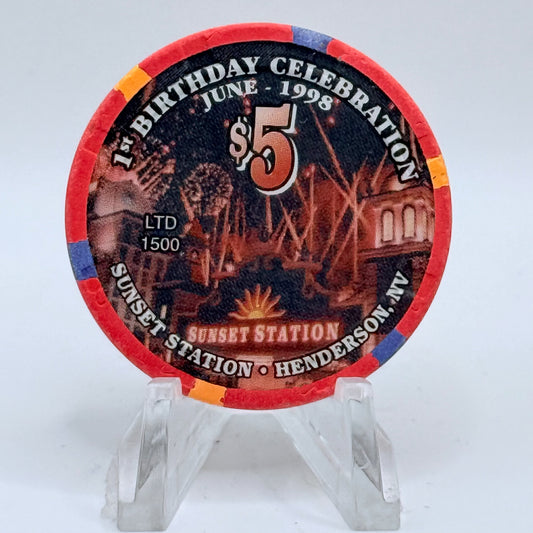 1st BIRTHDAY CELEBRATION
JUNE - 1998
$5
LTD
1500
SUNSET STATION
SUNSET STATION • HENDERSON, NV